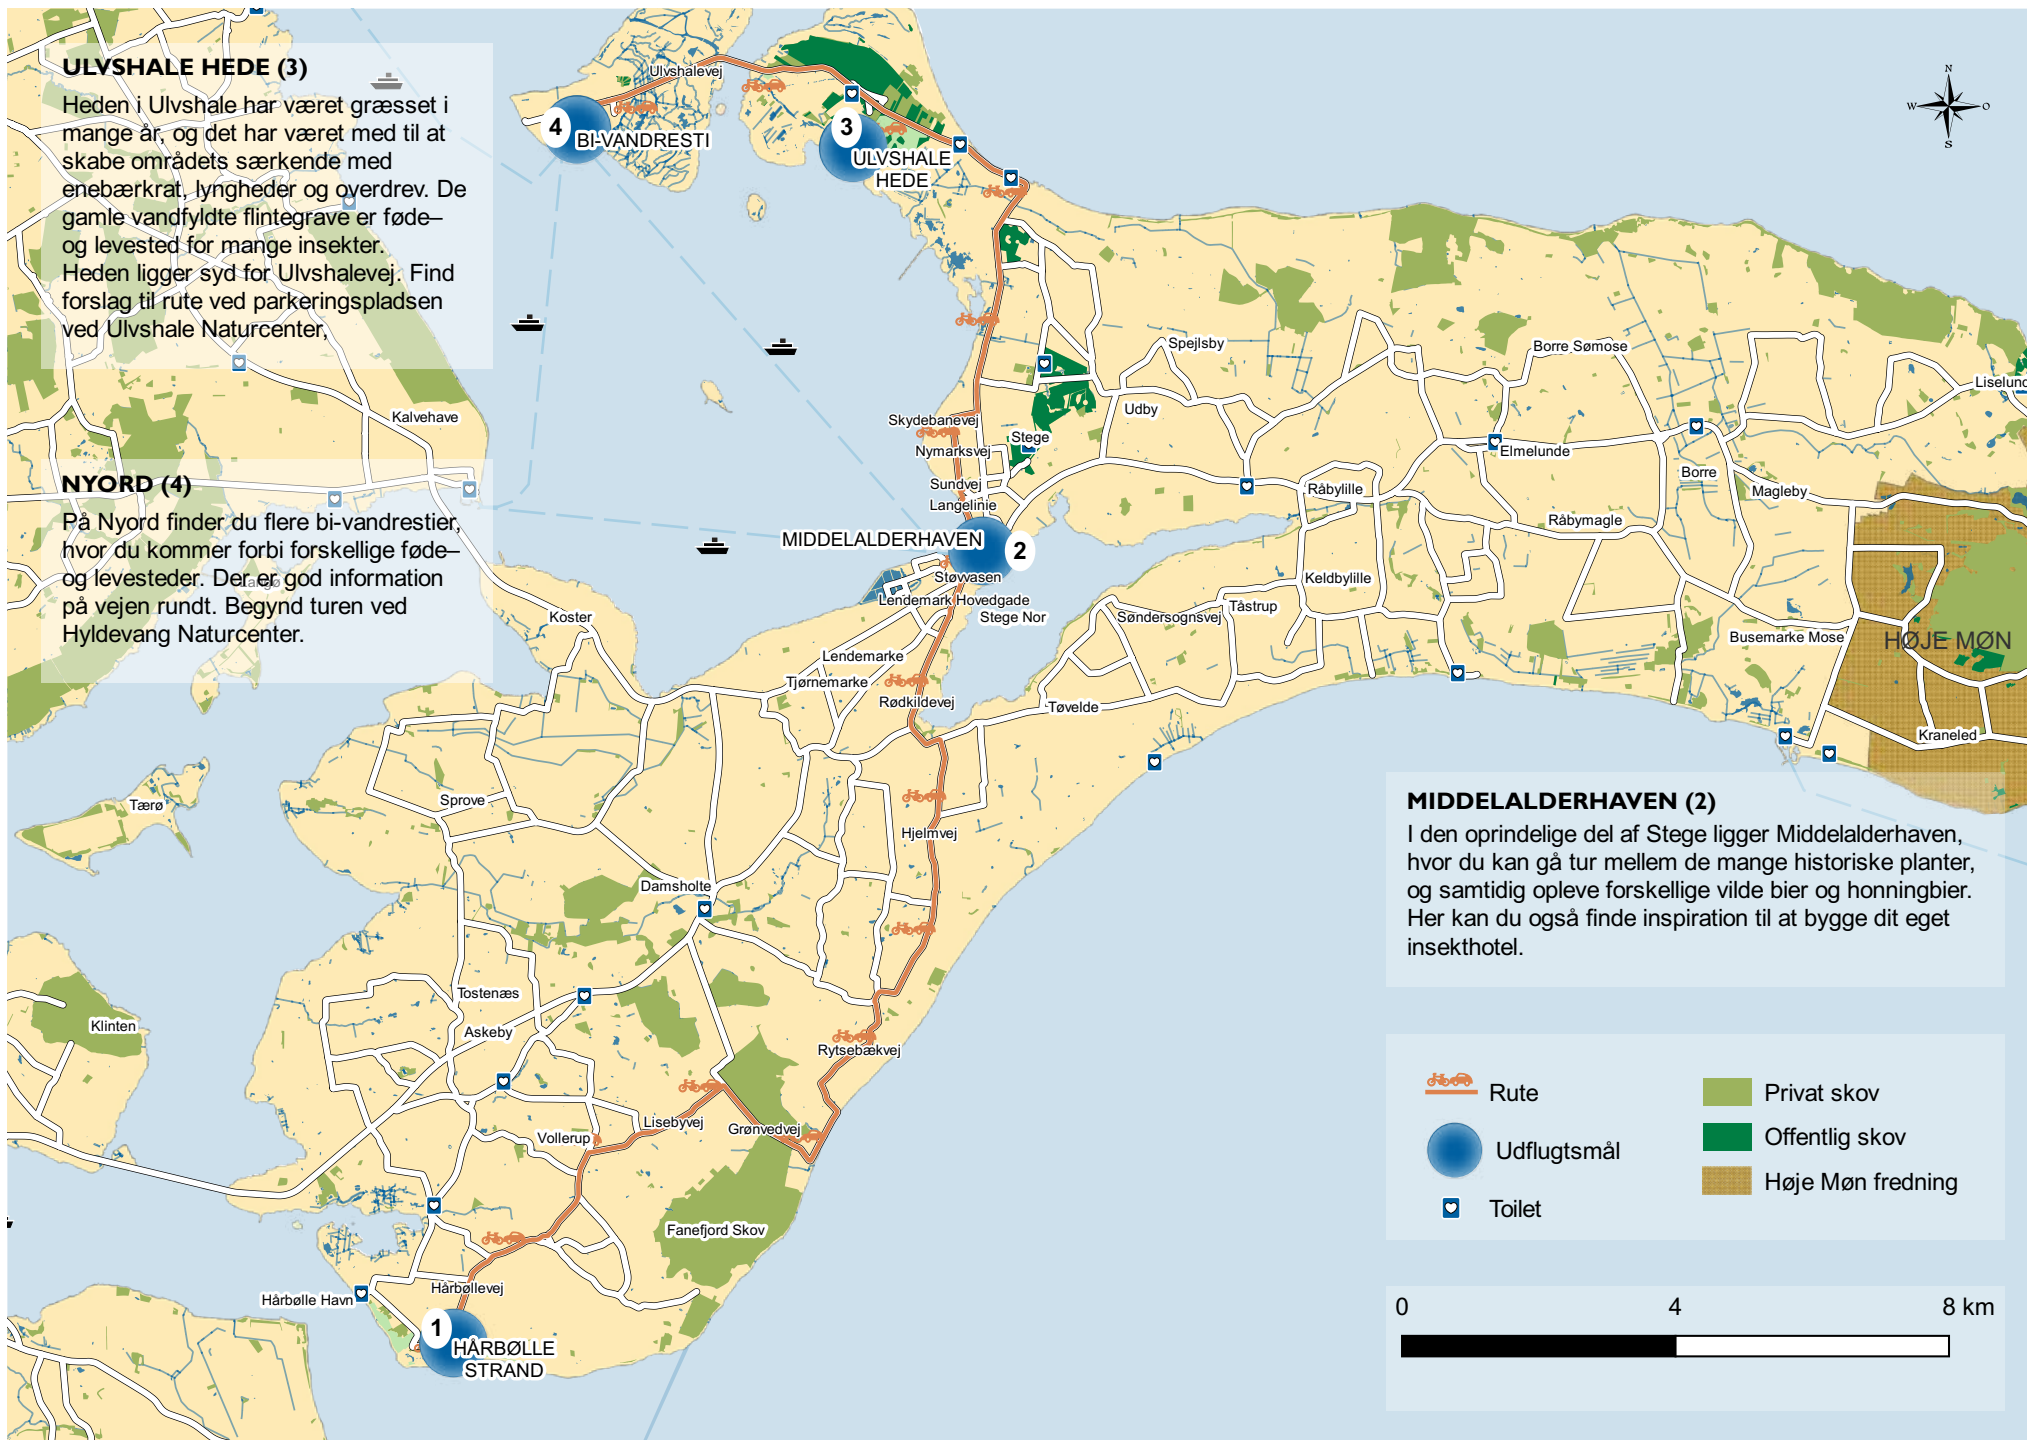 ULVSHALE HEDE (3)
Heden i Ulvshale har været græsset i
mange år, og det har været med til at
skabe områdets særkende med
enebærkrat, lyngheder og overdrev. De
gamle vandfyldte flintegrave er føde–
og levested for mange insekter.
Heden ligger syd for Ulvshalevej. Find
forslag til rute ved parkeringspladsen
ved Ulvshale Naturcenter,
NYORD (4)
På Nyord finder du flere bi-vandrestier,
hvor du kommer forbi forskellige føde–
og levesteder. Der er god information
på vejen rundt. Begynd turen ved
Hyldevang Naturcenter.
Ulvshalevej
4
BI-VANDRESTI
3
ULVSHALE
HEDE
N
W
O
S
Spejlsby
Borre Sømose
Liselund
Kalvehave
Skydebanevej
Udby
Stege
Nymarksvej
Elmelunde
Borre
Sundvej
Råbylille
Magleby
Langelinie
Råbymagle
MIDDELALDERHAVEN
2
Støvvasen
Keldbylille
Lendemark Hovedgade
Tåstrup
Koster
Stege Nor
Søndersognsvej
Busemarke Mose
HØJE MØN
Lendemarke
Tjørnemarke
Rødkildevej
Tøvelde
Kraneled
Tærø
Sprove
Hjelmvej
Damsholte
MIDDELALDERHAVEN (2)
I den oprindelige del af Stege ligger Middelalderhaven,
hvor du kan gå tur mellem de mange historiske planter,
og samtidig opleve forskellige vilde bier og honningbier.
Her kan du også finde inspiration til at bygge dit eget
insekthotel.
Tostenæs
Klinten
Askeby
Rytsebækvej
Lisebyvej
Grønvedvej
Vollerup
Fanefjord Skov
Hårbøllevej
Hårbølle Havn
1
HÅRBØLLE
STRAND
Rute
Udflugtsmål
Toilet
Privat skov
Offentlig skov
Høje Møn fredning
0 4 8 km